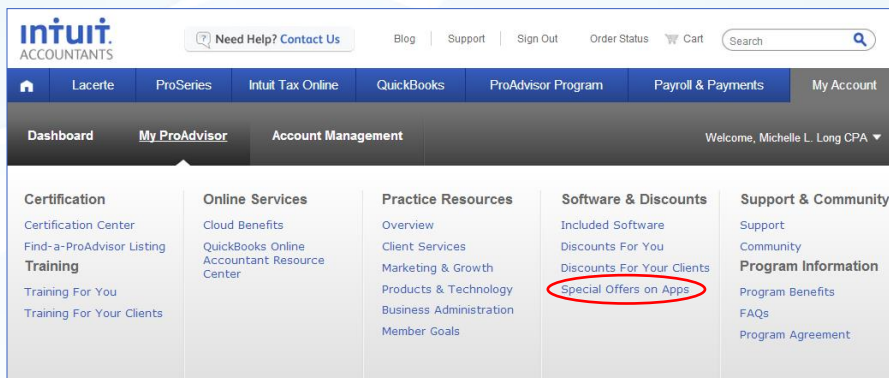 intuit.
ACCOUNTANTS
Need Help? Contact Us
Blog
Support
Sign Out
Order Status
Cart
Search
Lacerte
ProSeries
Intuit Tax Online
QuickBooks
ProAdvisor Program
Payroll & Payments
My Account
Dashboard
My ProAdvisor
Account Management
Welcome, Michelle L. Long CPA
Certification
Certification Center
Find-a-ProAdvisor Listing
Training
Training For You
Training For Your Clients
Online Services
Cloud Benefits
QuickBooks Online
Accountant Resource
Center
Practice Resources
Overview
Client Services
Marketing & Growth
Products & Technology
Business Administration
Member Goals
Software & Discounts
Included Software
Discounts For You
Discounts For Your Clients
Special Offers on Apps
Support & Community
Support
Community
Program Information
Program Benefits
FAQs
Program Agreement